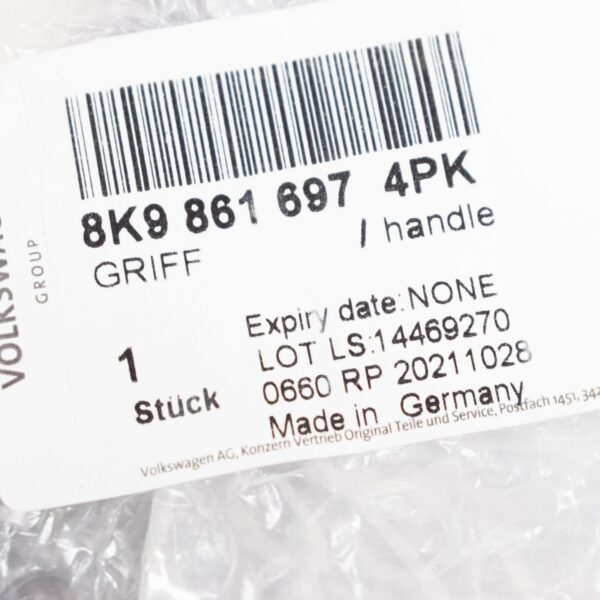 8K9 861 697 4PK
GRIFF / handle
Expiry date:NONE
1 LOT LS:14469270
Stück 0660 RP 20211028
Made in Germany
Volkswagen AG, Konzern Vertrieb Original Teile und Service, Postfach 1451, 342
VOLKSWAG
GROUP